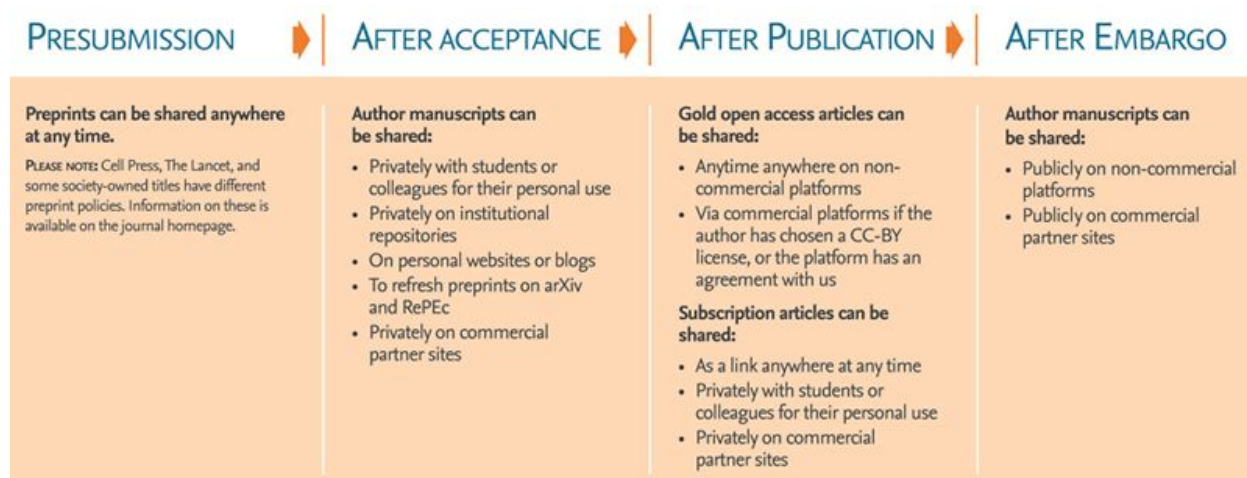 PRESUBMISSION
AFTER ACCEPTANCE
AFTER PUBLICATION
AFTER EMBARGO
Preprints can be shared anywhere
at any time.
PLEASE NOTE: Cell Press, The Lancet, and
some society-owned titles have different
preprint policies. Information on these is
available on the journal homepage.
Author manuscripts can
be shared:
• Privately with students or
colleagues for their personal use
• Privately on institutional
repositories
• On personal websites or blogs
• To refresh preprints on arXiv
and RePEc
• Privately on commercial
partner sites
Gold open access articles can
be shared:
• Anytime anywhere on non-
commercial platforms
• Via commercial platforms if the
author has chosen a CC-BY
license, or the platform has an
agreement with us
Subscription articles can be
shared:
• As a link anywhere at any time
• Privately with students or
colleagues for their personal use
• Privately on commercial
partner sites
Author manuscripts can
be shared:
• Publicly on non-commercial
platforms
• Publicly on commercial
partner sites